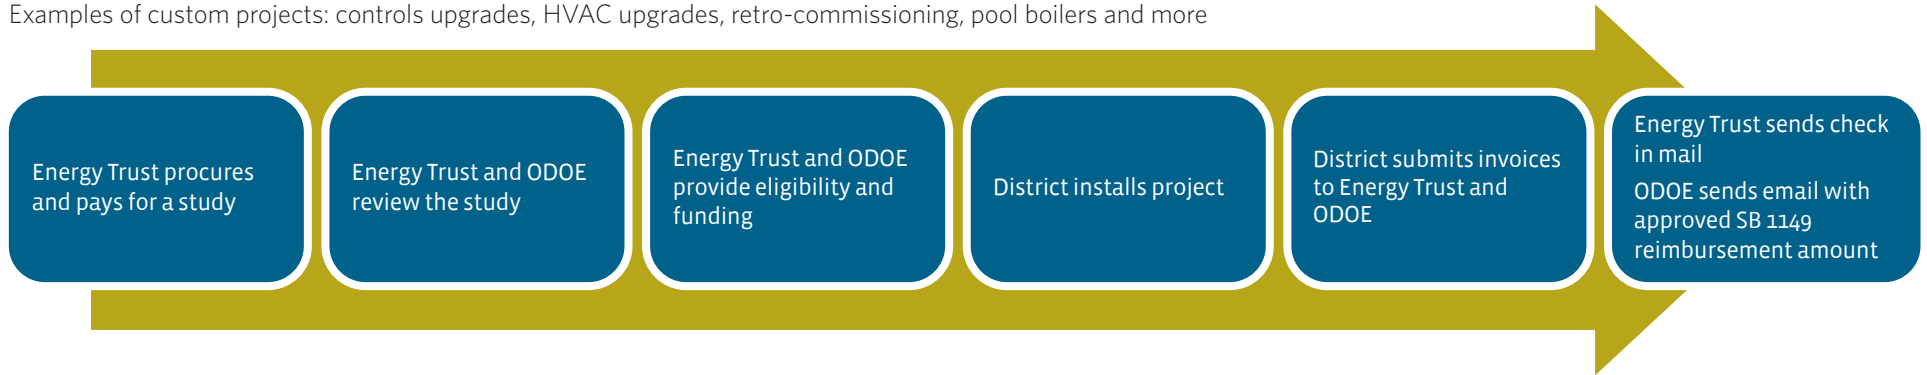 Examples of custom projects: controls upgrades, HVAC upgrades, retro-commissioning, pool boilers and more
Energy Trust procures
and pays for a study
Energy Trust and ODOE
review the study
Energy Trust and ODOE
provide eligibility and
funding
District installs project
District submits invoices
to Energy Trust and
ODOE
Energy Trust sends check
in mail
ODOE sends email with
approved SB 1149
reimbursement amount